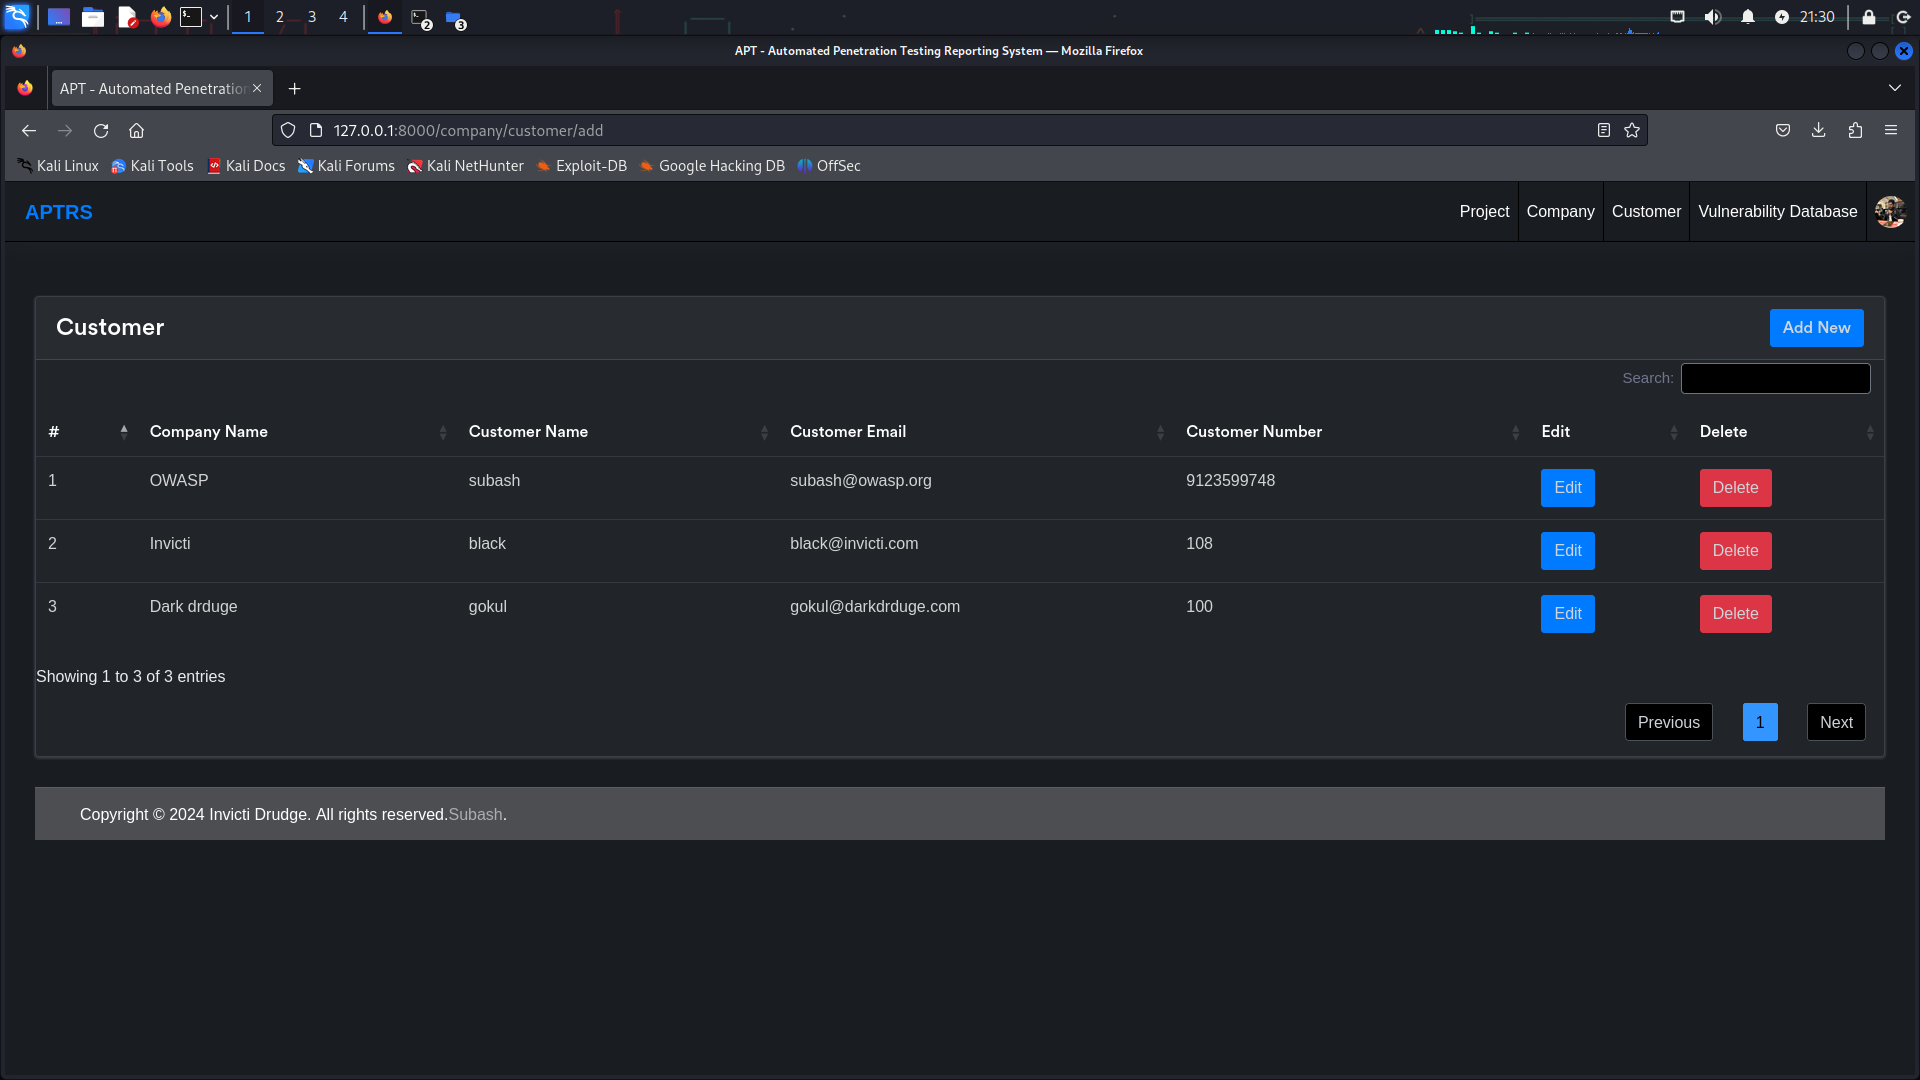 1 2 3 4 2 3 21:30
APT - Automated Penetration Testing Reporting System — Mozilla Firefox
APT - Automated Penetration
127.0.0.1:8000/company/customer/add
Kali Linux Kali Tools Kali Docs Kali Forums Kali NetHunter Exploit-DB Google Hacking DB OffSec
APTRS Project Company Customer Vulnerability Database
Customer Add New
Search:
# Company Name Customer Name Customer Email Customer Number Edit Delete
1 OWASP subash subash@owasp.org 9123599748 Edit Delete
2 Invicti black black@invicti.com 108 Edit Delete
3 Dark drduge gokul gokul@darkdrduge.com 100 Edit Delete
Showing 1 to 3 of 3 entries
Previous 1 Next
Copyright © 2024 Invicti Drudge. All rights reserved.Subash.